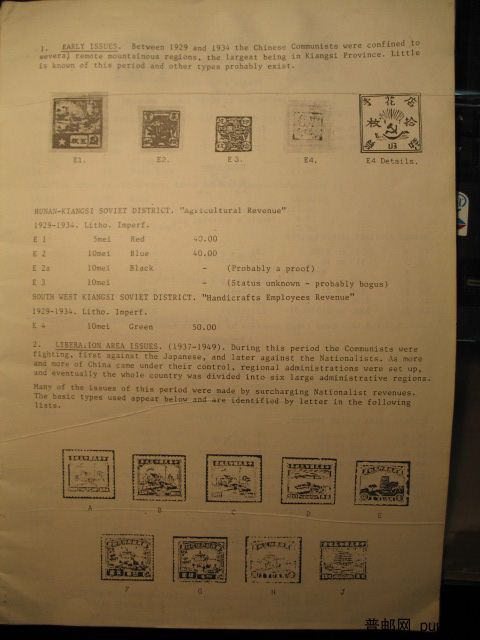 1. EARLY ISSUES. Between 1929 and 1934 the Chinese Communists were confined to
several remote mountainous regions, the largest being in Kiangsi Province. Little
is known of this period and other types probably exist.
E1. E2. E3. E4. E4 Details.
HUNAN-KIANGSI SOVIET DISTRICT. "Agricultural Revenue"
1929-1934. Litho. Imperf.
E 1 5mei Red 40.00
E 2 10mei Blue 40.00
E 2a 10mei Black - (Probably a proof)
E 3 10mei - (Status unknown - probably bogus)
SOUTH WEST KIANGSI SOVIET DISTRICT. "Handicrafts Employees Revenue"
1929-1934. Litho. Imperf.
E 4 10mei Green 50.00
2. LIBERATION AREA ISSUES. (1937-1949). During this period the Communists were
fighting, first against the Japanese, and later against the Nationalists. As more
and more of China came under their control, regional administrations were set up,
and eventually the whole country was divided into six large administrative regions.
Many of the issues of this period were made by surcharging Nationalist revenues.
The basic types used appear below and are identified by letter in the following
lists.
A B C D E
F G H J
普邮网